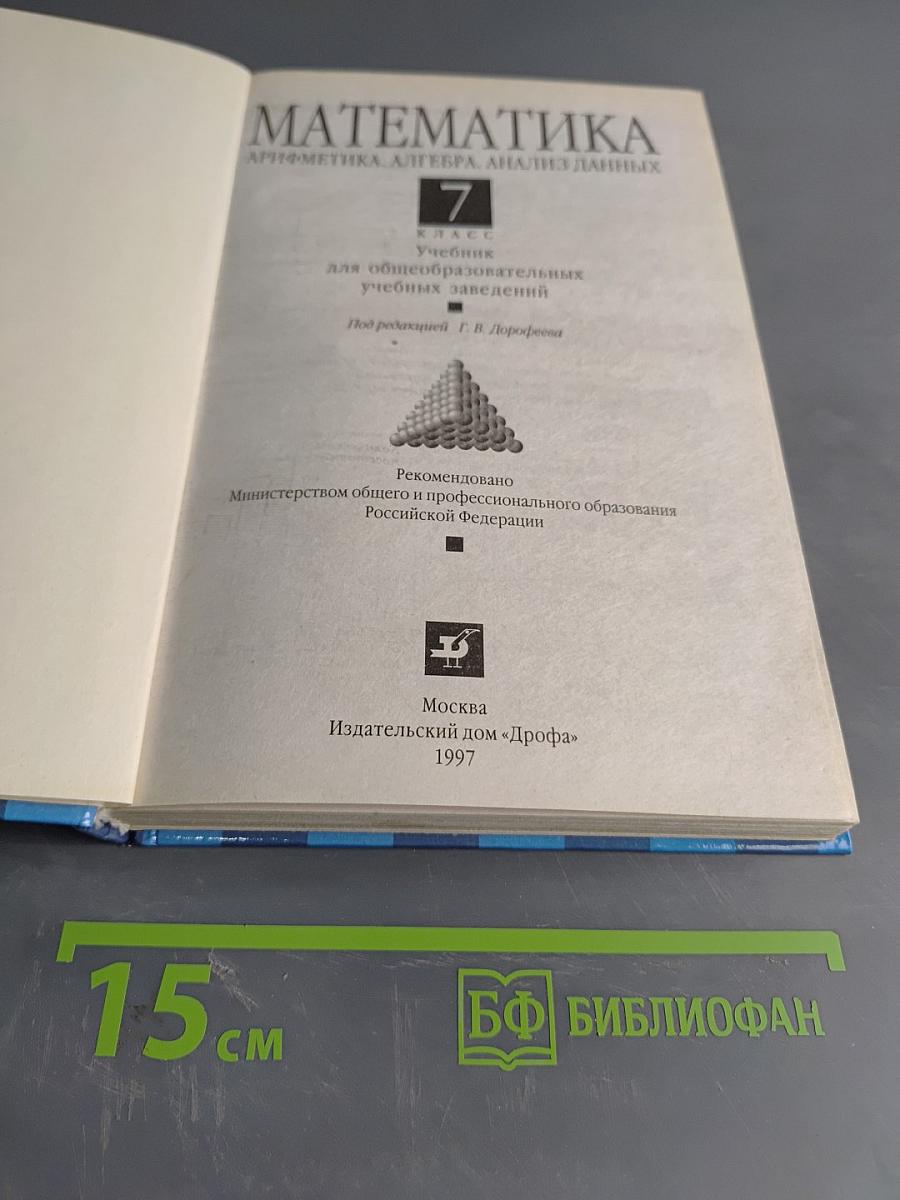 МАТЕМАТИКА
АРИФМЕТИКА. АЛГЕБРА. АНАЛИЗ ДАННЫХ
7
КЛАСС
Учебник
для общеобразовательных
учебных заведений
Под редакцией Г. В. Дорофеева
Рекомендовано
Министерством общего и профессионального образования
Российской Федерации
Москва
Издательский дом «Дрофа»
1997
15 см
БФ БИБЛИОФАН